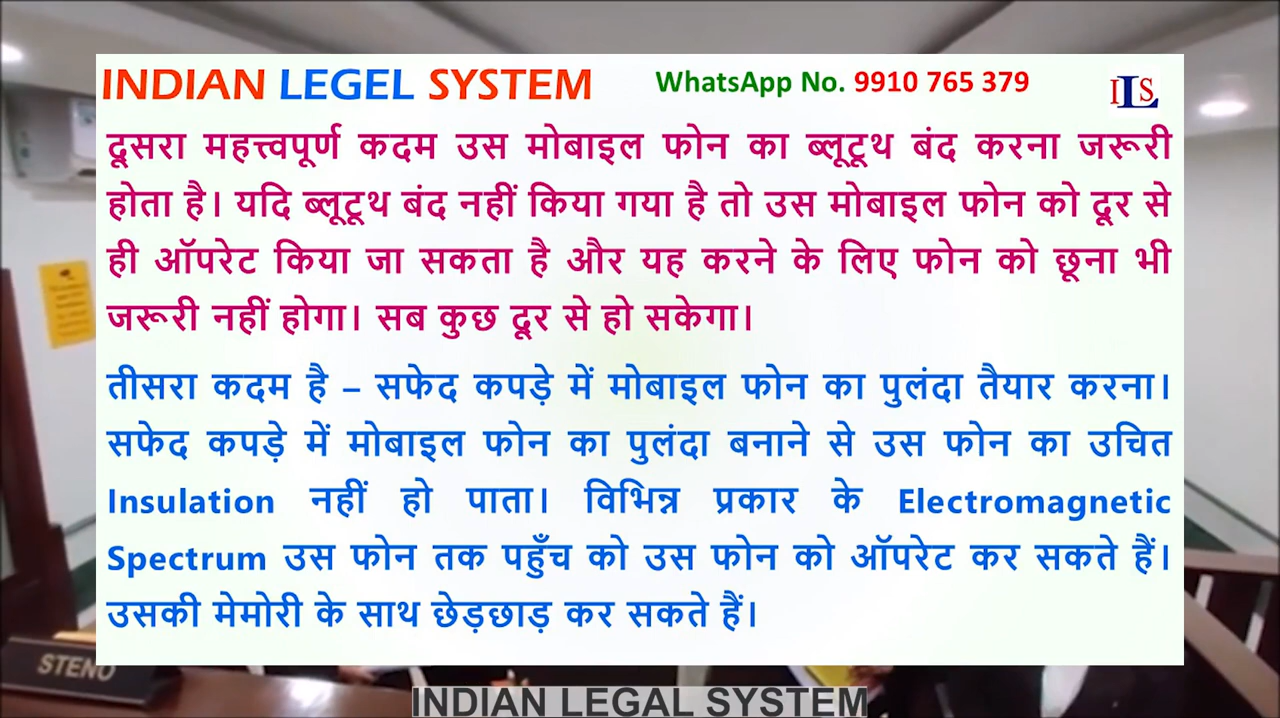 INDIAN LEGEL SYSTEM WhatsApp No. 9910 765 379 ILS
दूसरा महत्त्वपूर्ण कदम उस मोबाइल फोन का ब्लूटूथ बंद करना जरूरी
होता है। यदि ब्लूटूथ बंद नहीं किया गया है तो उस मोबाइल फोन को दूर से
ही ऑपरेट किया जा सकता है और यह करने के लिए फोन को छूना भी
जरूरी नहीं होगा। सब कुछ दूर से हो सकेगा।
तीसरा कदम है – सफेद कपड़े में मोबाइल फोन का पुलंदा तैयार करना।
सफेद कपड़े में मोबाइल फोन का पुलंदा बनाने से उस फोन का उचित
Insulation नहीं हो पाता। विभिन्न प्रकार के Electromagnetic
Spectrum उस फोन तक पहुँच को उस फोन को ऑपरेट कर सकते हैं।
उसकी मेमोरी के साथ छेड़छाड़ कर सकते हैं।
STENO
INDIAN LEGAL SYSTEM